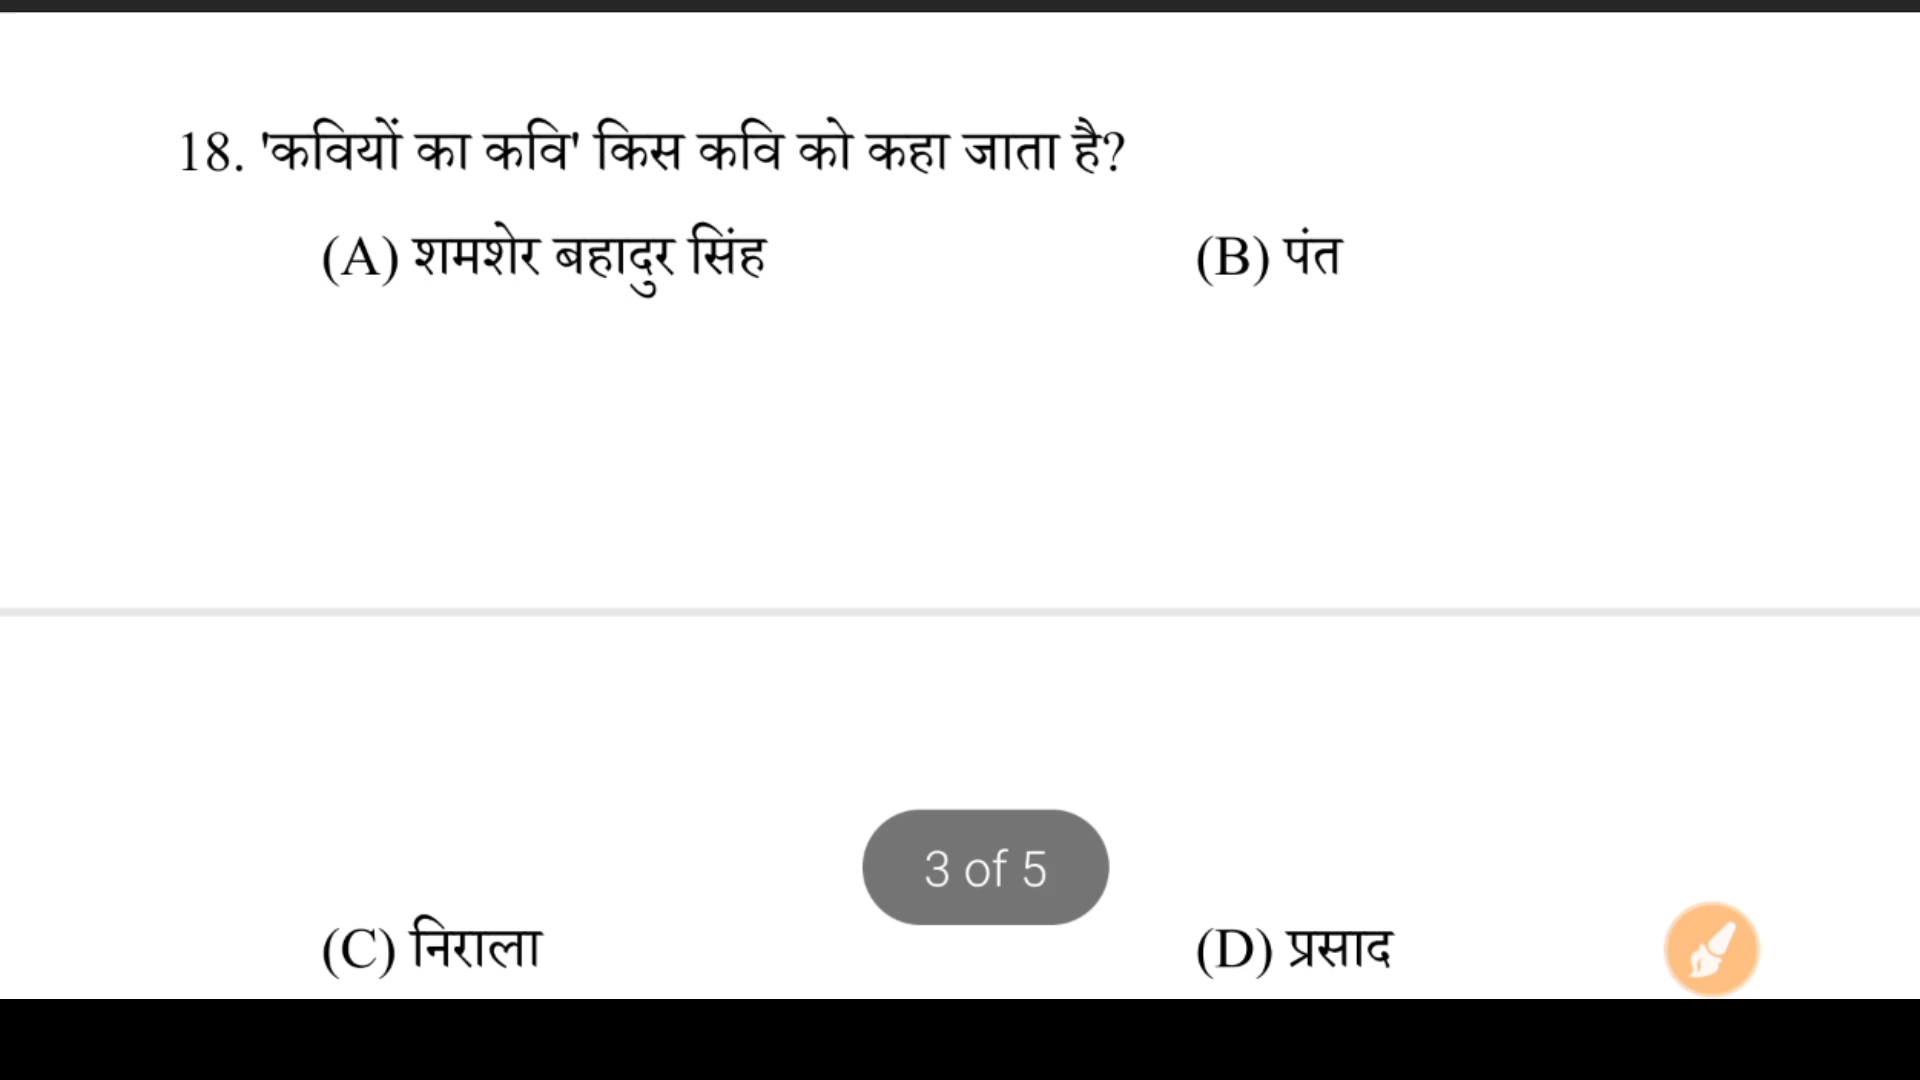 18. 'कवियों का कवि' किस कवि को कहा जाता है?
(A) शमशेर बहादुर सिंह (B) पंत
3 of 5
(C) निराला (D) प्रसाद